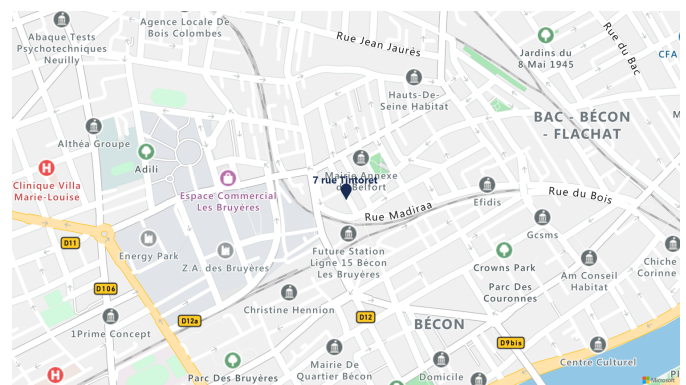 Abaque Tests
Psychotechniques
Neuilly
Agence Locale De
Bois Colombes
Rue Jean Jaurès
Jardins du
8 Mai 1945
Rue du Bac
CFA
Hauts-De-
Seine Habitat
BAC - BÉCON
- FLACHAT
Althéa Groupe
Adili
Clinique Villa
Marie-Louise
Espace Commercial
Les Bruyères
Mairie Annexe
de Belfort
7 rue Tintoret
Rue Madiraa
Efidis
Rue du Bois
Gcsms
D11
Energy Park
Z.A. des Bruyères
Future Station
Ligne 15 Bécon
Les Bruyères
Crowns Park
Parc Des
Couronnes
Am Conseil
Habitat
Chiche
Corinne
D106
1Prime Concept
D12a
Christine Hennion
D12
BÉCON
D9bis
Parc Des Bruyères
Mairie De
Quartier Bécon
Domicile
Centre Culturel
Microsoft